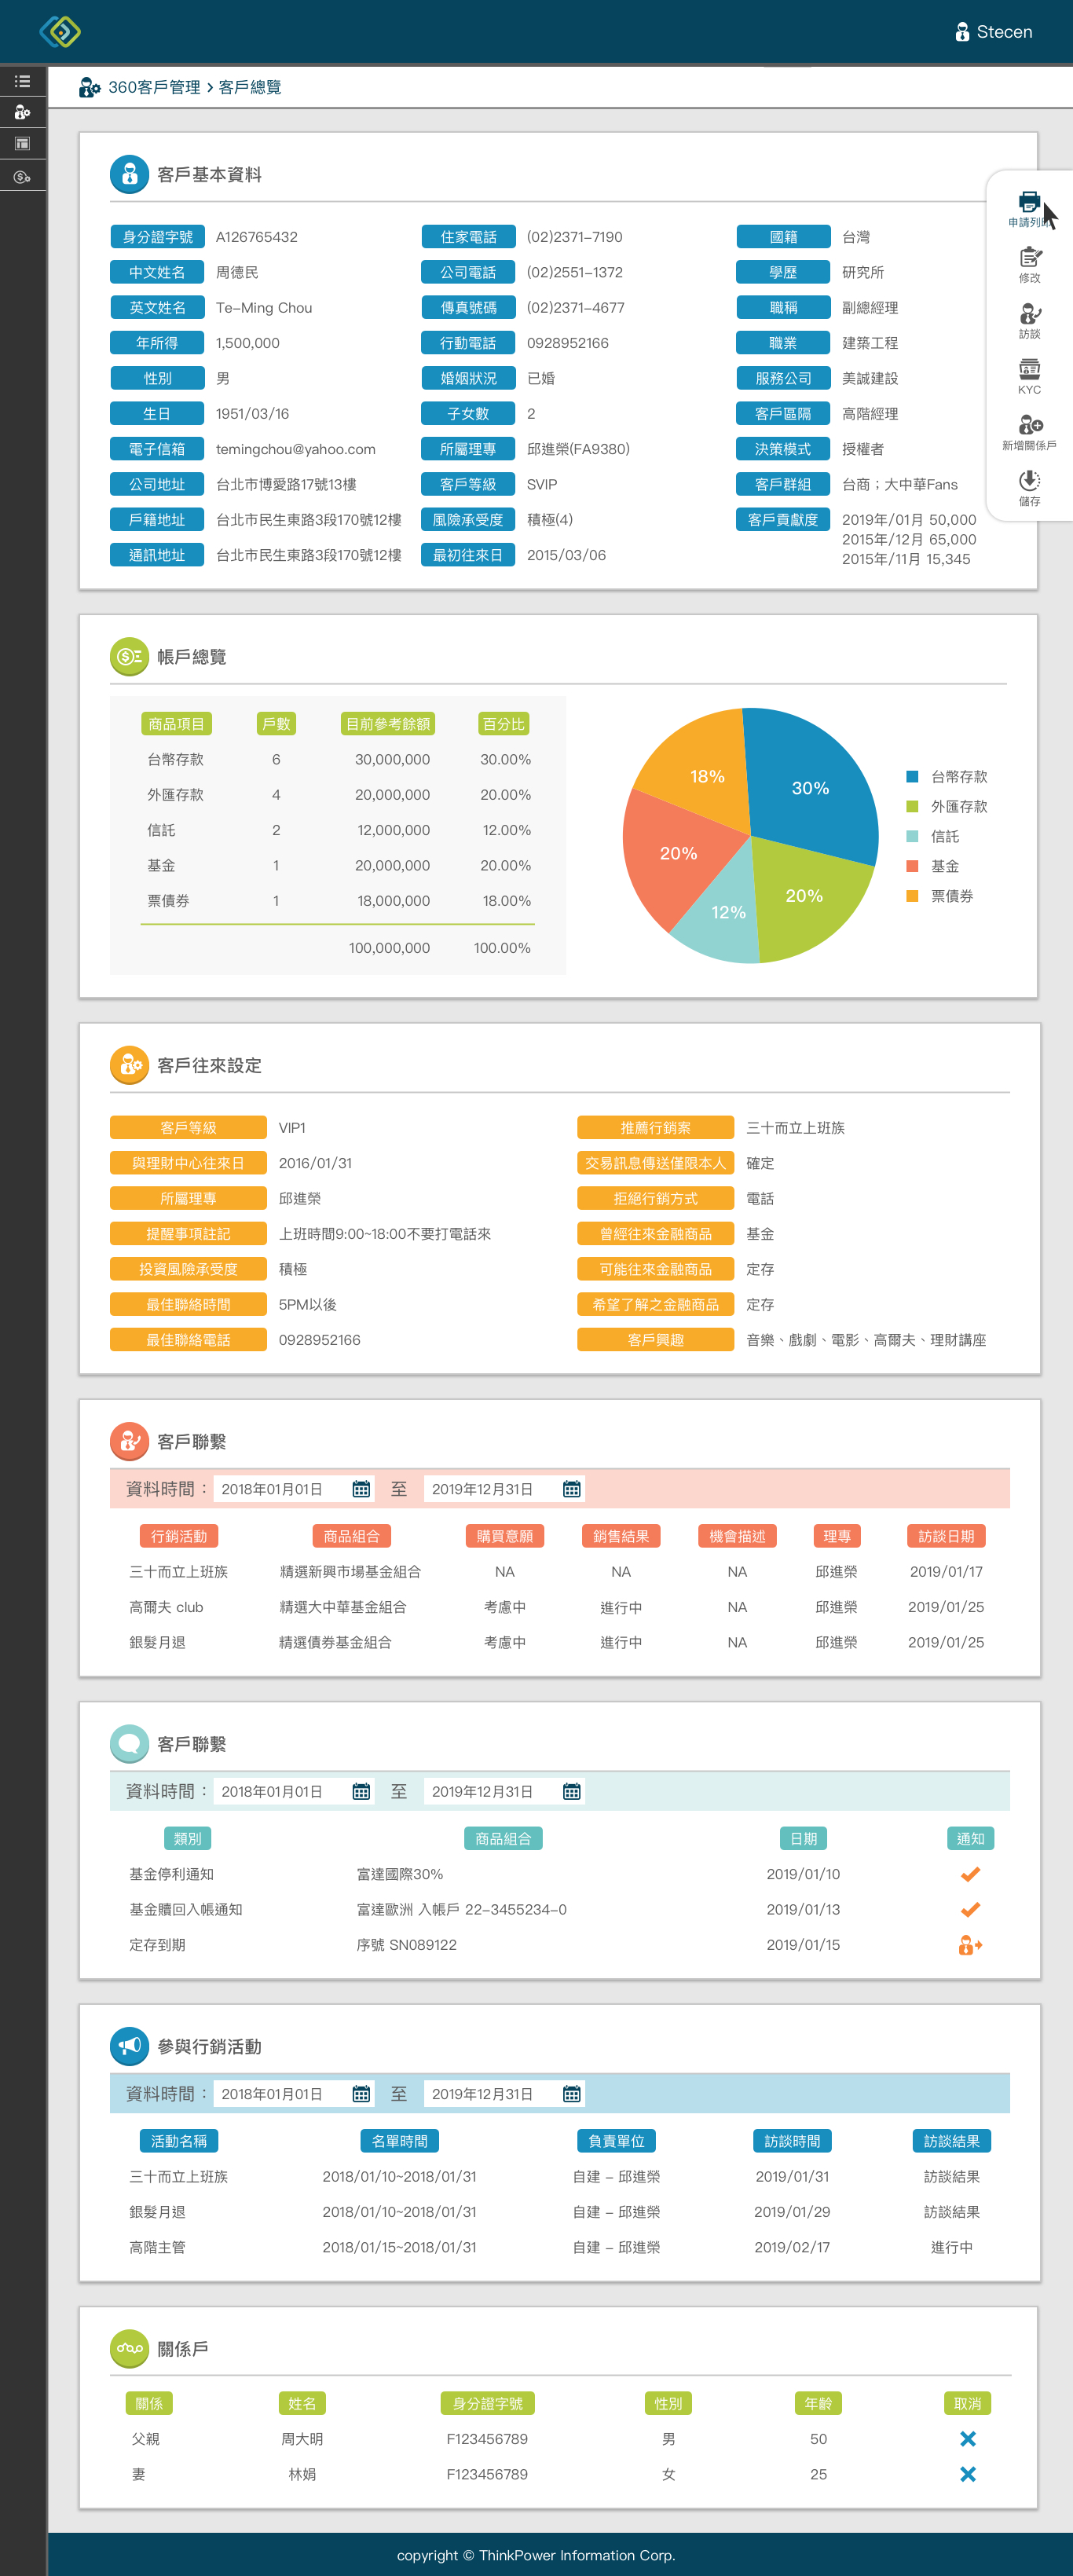 Stecen
360客戶管理 > 客戶總覽
客戶基本資料
身分證字號 A126765432 住家電話 (02)2371-7190 國籍 台灣
中文姓名 周德民 公司電話 (02)2551-1372 學歷 研究所
英文姓名 Te-Ming Chou 傳真號碼 (02)2371-4677 職稱 副總經理
年所得 1,500,000 行動電話 0928952166 職業 建築工程
性別 男 婚姻狀況 已婚 服務公司 美誠建設
生日 1951/03/16 子女數 2 客戶區隔 高階經理
電子信箱 temingchou@yahoo.com 所屬理專 邱進榮(FA9380) 決策模式 授權者
公司地址 台北市博愛路17號13樓 客戶等級 SVIP 客戶群組 台商；大中華Fans
戶籍地址 台北市民生東路3段170號12樓 風險承受度 積極(4) 客戶貢獻度 2019年/01月 50,000
2015年/12月 65,000
通訊地址 台北市民生東路3段170號12樓 最初往來日 2015/03/06 2015年/11月 15,345
申請列印
修改
訪談
KYC
新增關係戶
儲存
帳戶總覽
商品項目 戶數 目前參考餘額 百分比
台幣存款 6 30,000,000 30.00%
外匯存款 4 20,000,000 20.00%
信託 2 12,000,000 12.00%
基金 1 20,000,000 20.00%
票債券 1 18,000,000 18.00%
100,000,000 100.00%
18%
30%
20%
20%
12%
台幣存款
外匯存款
信託
基金
票債券
客戶往來設定
客戶等級 VIP1 推薦行銷案 三十而立上班族
與理財中心往來日 2016/01/31 交易訊息傳送僅限本人 確定
所屬理專 邱進榮 拒絕行銷方式 電話
提醒事項註記 上班時間9:00~18:00不要打電話來 曾經往來金融商品 基金
投資風險承受度 積極 可能往來金融商品 定存
最佳聯絡時間 5PM以後 希望了解之金融商品 定存
最佳聯絡電話 0928952166 客戶興趣 音樂、戲劇、電影、高爾夫、理財講座
客戶聯繫
資料時間： 2018年01月01日 至 2019年12月31日
行銷活動 商品組合 購買意願 銷售結果 機會描述 理專 訪談日期
三十而立上班族 精選新興市場基金組合 NA NA NA 邱進榮 2019/01/17
高爾夫 club 精選大中華基金組合 考慮中 進行中 NA 邱進榮 2019/01/25
銀髮月退 精選債券基金組合 考慮中 進行中 NA 邱進榮 2019/01/25
客戶聯繫
資料時間： 2018年01月01日 至 2019年12月31日
類別 商品組合 日期 通知
基金停利通知 富達國際30% 2019/01/10
基金贖回入帳通知 富達歐洲 入帳戶 22-3455234-0 2019/01/13
定存到期 序號 SN089122 2019/01/15
參與行銷活動
資料時間： 2018年01月01日 至 2019年12月31日
活動名稱 名單時間 負責單位 訪談時間 訪談結果
三十而立上班族 2018/01/10~2018/01/31 自建 - 邱進榮 2019/01/31 訪談結果
銀髮月退 2018/01/10~2018/01/31 自建 - 邱進榮 2019/01/29 訪談結果
高階主管 2018/01/15~2018/01/31 自建 - 邱進榮 2019/02/17 進行中
關係戶
關係 姓名 身分證字號 性別 年齡 取消
父親 周大明 F123456789 男 50
妻 林娟 F123456789 女 25
copyright © ThinkPower Information Corp.